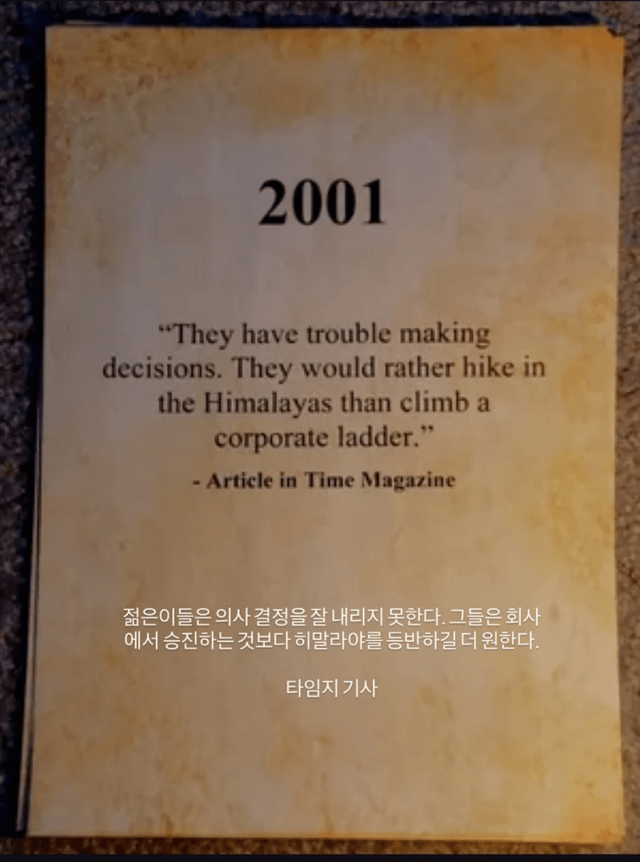 2001
“They have trouble making
decisions. They would rather hike in
the Himalayas than climb a
corporate ladder.”
- Article in Time Magazine
젊은이들은 의사 결정을 잘 내리지 못한다. 그들은 회사
에서 승진하는 것보다 히말라야를 등반하길 더 원한다.
타임지 기사